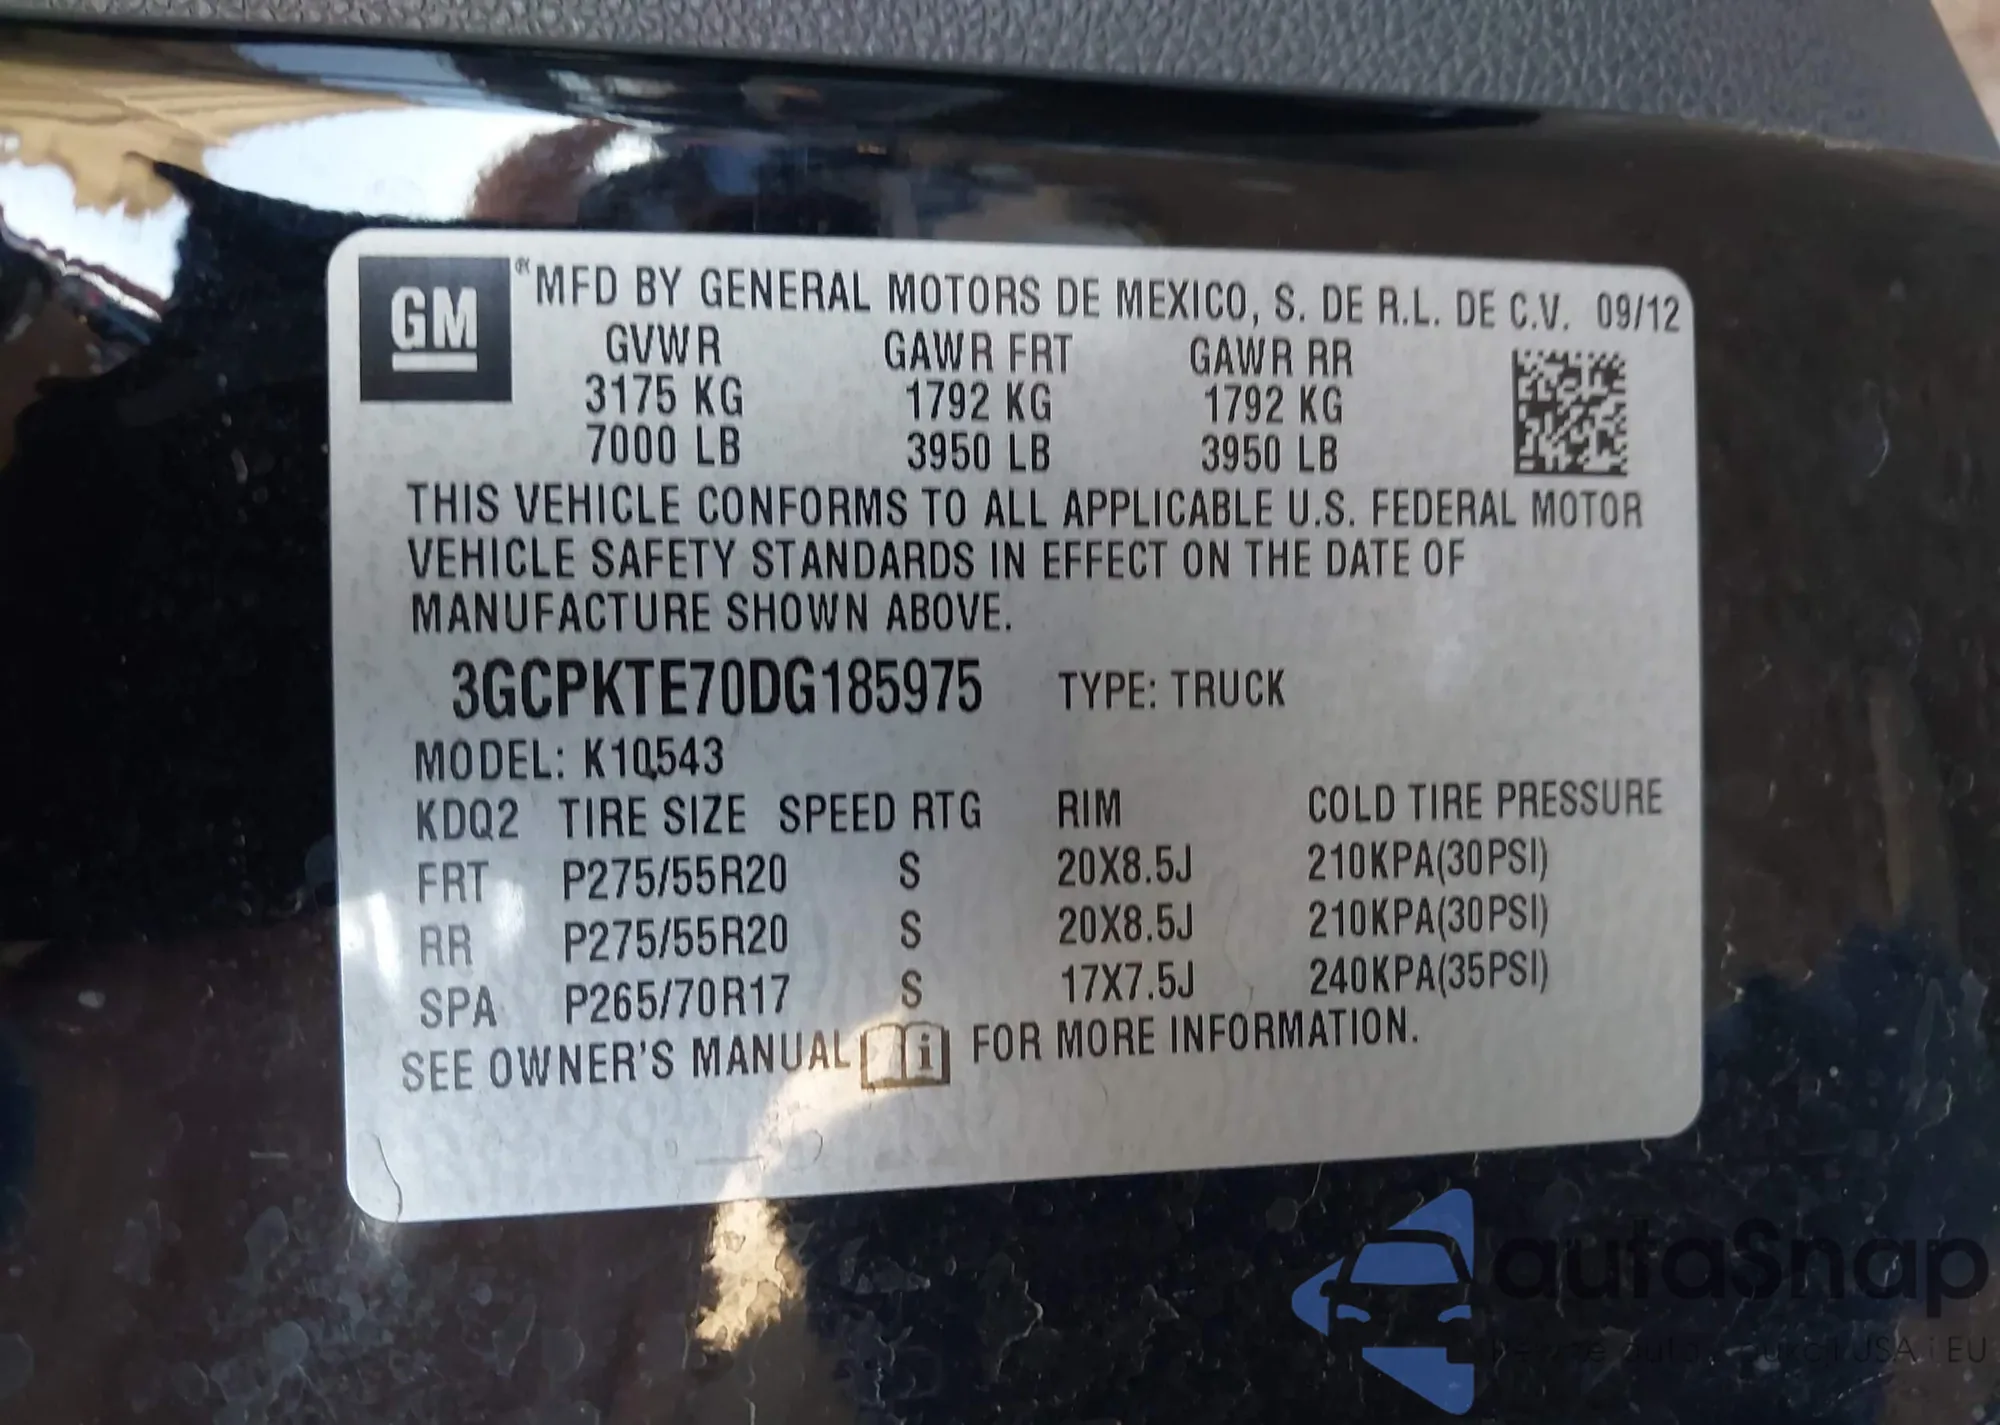 GM
® MFD BY GENERAL MOTORS DE MEXICO, S. DE R.L. DE C.V. 09/12
GVWR GAWR FRT GAWR RR
3175 KG 1792 KG 1792 KG
7000 LB 3950 LB 3950 LB
THIS VEHICLE CONFORMS TO ALL APPLICABLE U.S. FEDERAL MOTOR
VEHICLE SAFETY STANDARDS IN EFFECT ON THE DATE OF
MANUFACTURE SHOWN ABOVE.
3GCPKTE70DG185975 TYPE: TRUCK
MODEL: K10543
KDQ2 TIRE SIZE SPEED RTG RIM COLD TIRE PRESSURE
FRT P275/55R20 S 20X8.5J 210KPA(30PSI)
RR P275/55R20 S 20X8.5J 210KPA(30PSI)
SPA P265/70R17 S 17X7.5J 240KPA(35PSI)
SEE OWNER'S MANUAL i FOR MORE INFORMATION.
autaSnap
USA i EU